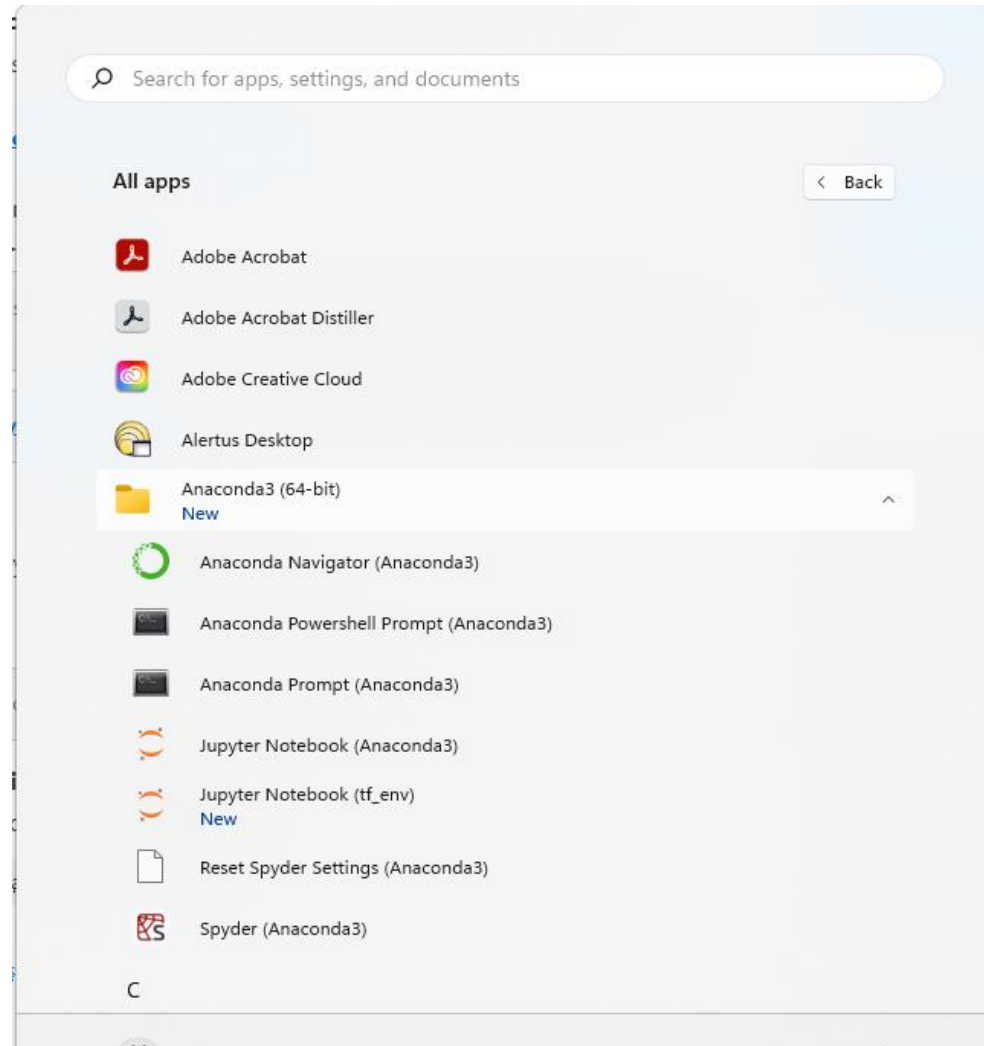 Search for apps, settings, and documents
All apps
< Back
Adobe Acrobat
Adobe Acrobat Distiller
Adobe Creative Cloud
Alertus Desktop
Anaconda3 (64-bit)
New
Anaconda Navigator (Anaconda3)
Anaconda Powershell Prompt (Anaconda3)
Anaconda Prompt (Anaconda3)
Jupyter Notebook (Anaconda3)
Jupyter Notebook (tf_env)
New
Reset Spyder Settings (Anaconda3)
Spyder (Anaconda3)
C